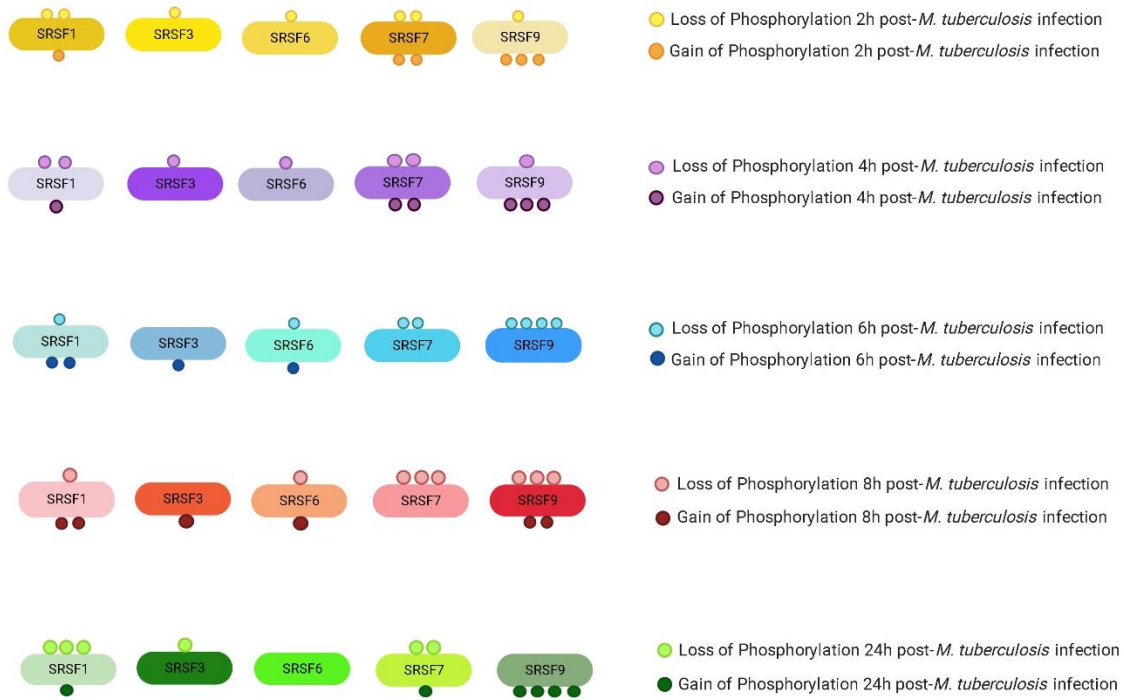 SRSF1 SRSF3 SRSF6 SRSF7 SRSF9
Loss of Phosphorylation 2h post-M. tuberculosis infection
Gain of Phosphorylation 2h post-M. tuberculosis infection
SRSF1 SRSF3 SRSF6 SRSF7 SRSF9
Loss of Phosphorylation 4h post-M. tuberculosis infection
Gain of Phosphorylation 4h post-M. tuberculosis infection
SRSF1 SRSF3 SRSF6 SRSF7 SRSF9
Loss of Phosphorylation 6h post-M. tuberculosis infection
Gain of Phosphorylation 6h post-M. tuberculosis infection
SRSF1 SRSF3 SRSF6 SRSF7 SRSF9
Loss of Phosphorylation 8h post-M. tuberculosis infection
Gain of Phosphorylation 8h post-M. tuberculosis infection
SRSF1 SRSF3 SRSF6 SRSF7 SRSF9
Loss of Phosphorylation 24h post-M. tuberculosis infection
Gain of Phosphorylation 24h post-M. tuberculosis infection